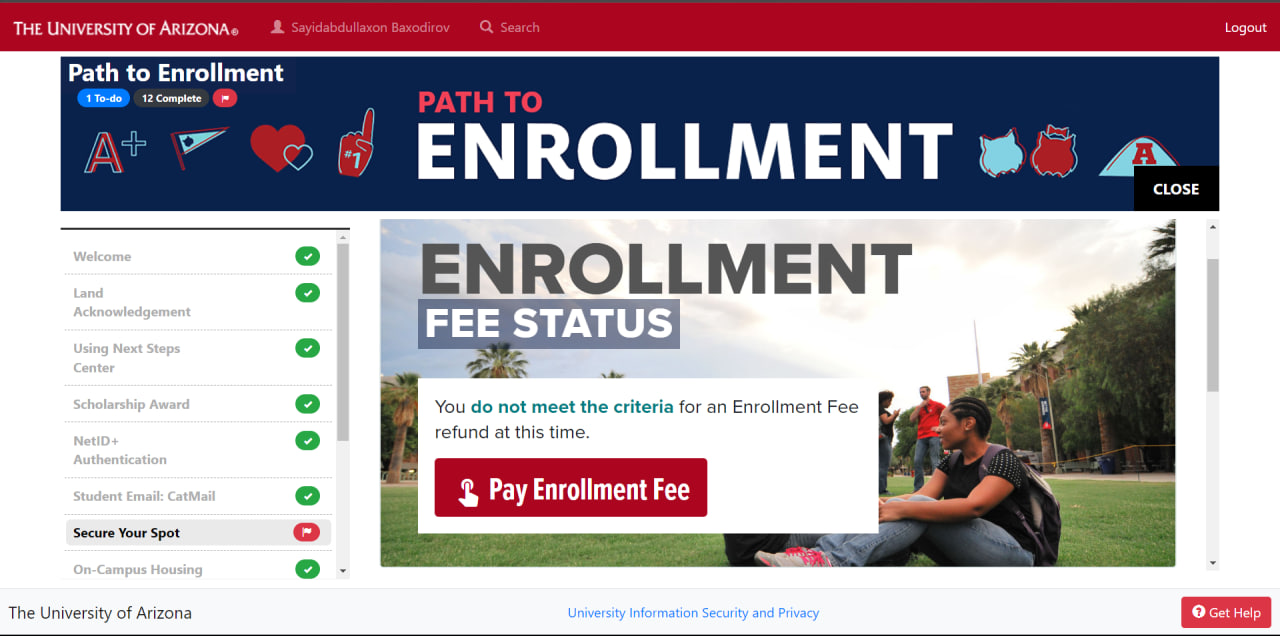 THE UNIVERSITY OF ARIZONA®
Sayidabdullaxon Baxodirov
Search
Logout
Path to Enrollment
1 To-do
12 Complete
A+
#1
PATH TO
ENROLLMENT
A
CLOSE
Welcome
Land
Acknowledgement
Using Next Steps
Center
Scholarship Award
NetID+
Authentication
Student Email: CatMail
Secure Your Spot
On-Campus Housing
ENROLLMENT
FEE STATUS
You do not meet the criteria for an Enrollment Fee
refund at this time.
Pay Enrollment Fee
The University of Arizona
University Information Security and Privacy
Get Help